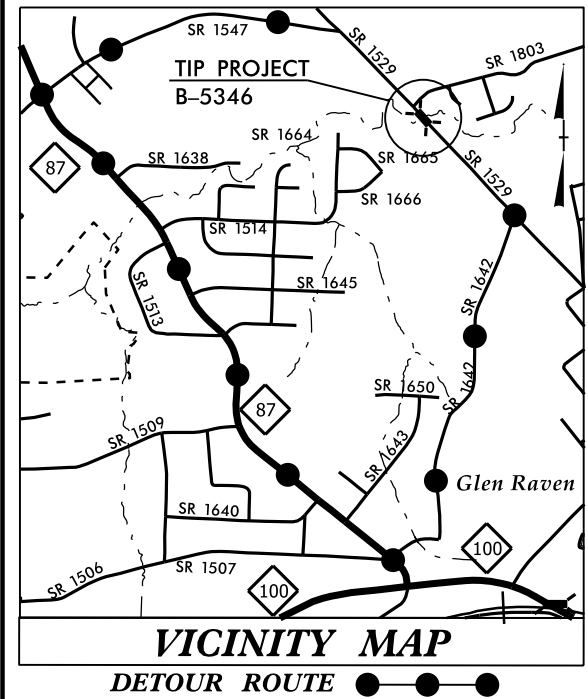 SR 1547
SR 1529
SR 1803
TIP PROJECT
B–5346
SR 1664
SR 1638
SR 1665
SR 1529
87
SR 1666
SR 1514
SR 1642
SR 1645
SR 1513
SR 1642
SR 1650
87
SR 1509
SR 1643
Glen Raven
SR 1640
100
SR 1507
SR 1506
100
VICINITY MAP
DETOUR ROUTE